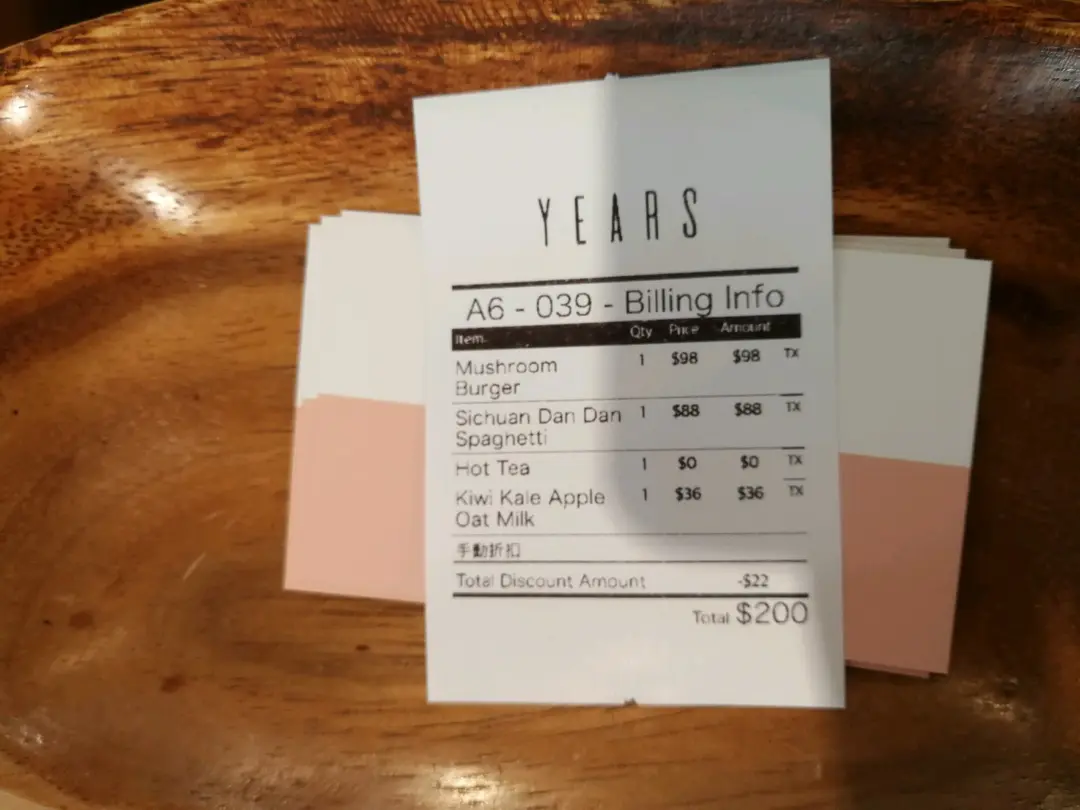 YEARS
A6 - 039 - Billing Info
Item Qty Price Amount
Mushroom 1 $98 $98 TX
Burger
Sichuan Dan Dan 1 $88 $88 TX
Spaghetti
Hot Tea 1 $0 $0 TX
Kiwi Kale Apple 1 $36 $36 TX
Oat Milk
手動折扣
Total Discount Amount -$22
Total $200